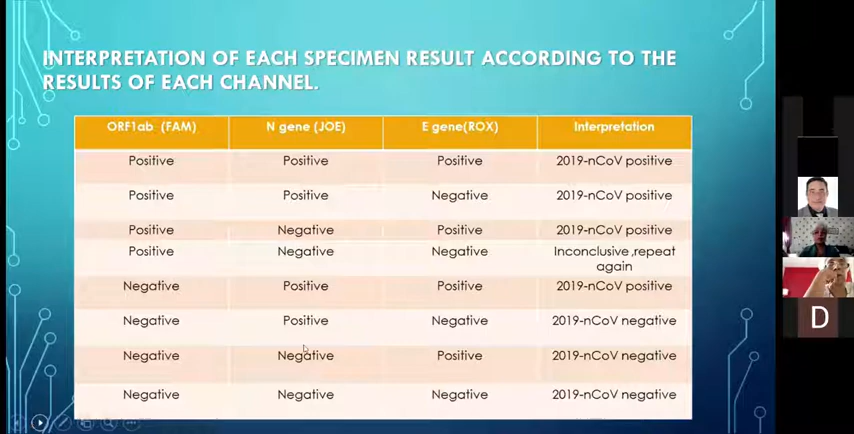 INTERPRETATION OF EACH SPECIMEN RESULT ACCORDING TO THE
RESULTS OF EACH CHANNEL.
ORF1ab (FAM) N gene (JOE) E gene(ROX) Interpretation
Positive Positive Positive 2019-nCoV positive
Positive Positive Negative 2019-nCoV positive
Positive Negative Positive 2019-nCoV positive
Positive Negative Negative Inconclusive ,repeat
again
Negative Positive Positive 2019-nCoV positive
Negative Positive Negative 2019-nCoV negative
Negative Negative Positive 2019-nCoV negative
Negative Negative Negative 2019-nCoV negative
D